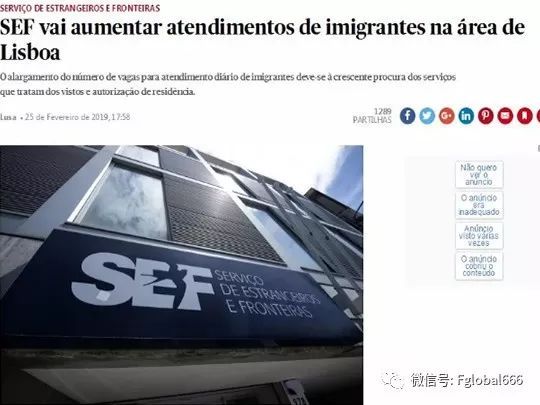 SERVIÇO DE ESTRANGEIROS E FRONTEIRAS
SEF vai aumentar atendimentos de imigrantes na área de
Lisboa
O alargamento do número de vagas para atendimento diário de imigrantes deve-se à crescente procura dos serviços
que tratam dos vistos e autorização de residência.
Lusa • 25 de Fevereiro de 2019, 17:58
1289
PARTILHAS
Não quero
ver o
anúncio
O anúncio
era
inadequado
Anúncio
visto várias
vezes
O anúncio
cobriu o
conteúdo
SEF SERVIÇO
DE ESTRANGEIROS
E FRONTEIRAS
微信号: Fglobal666